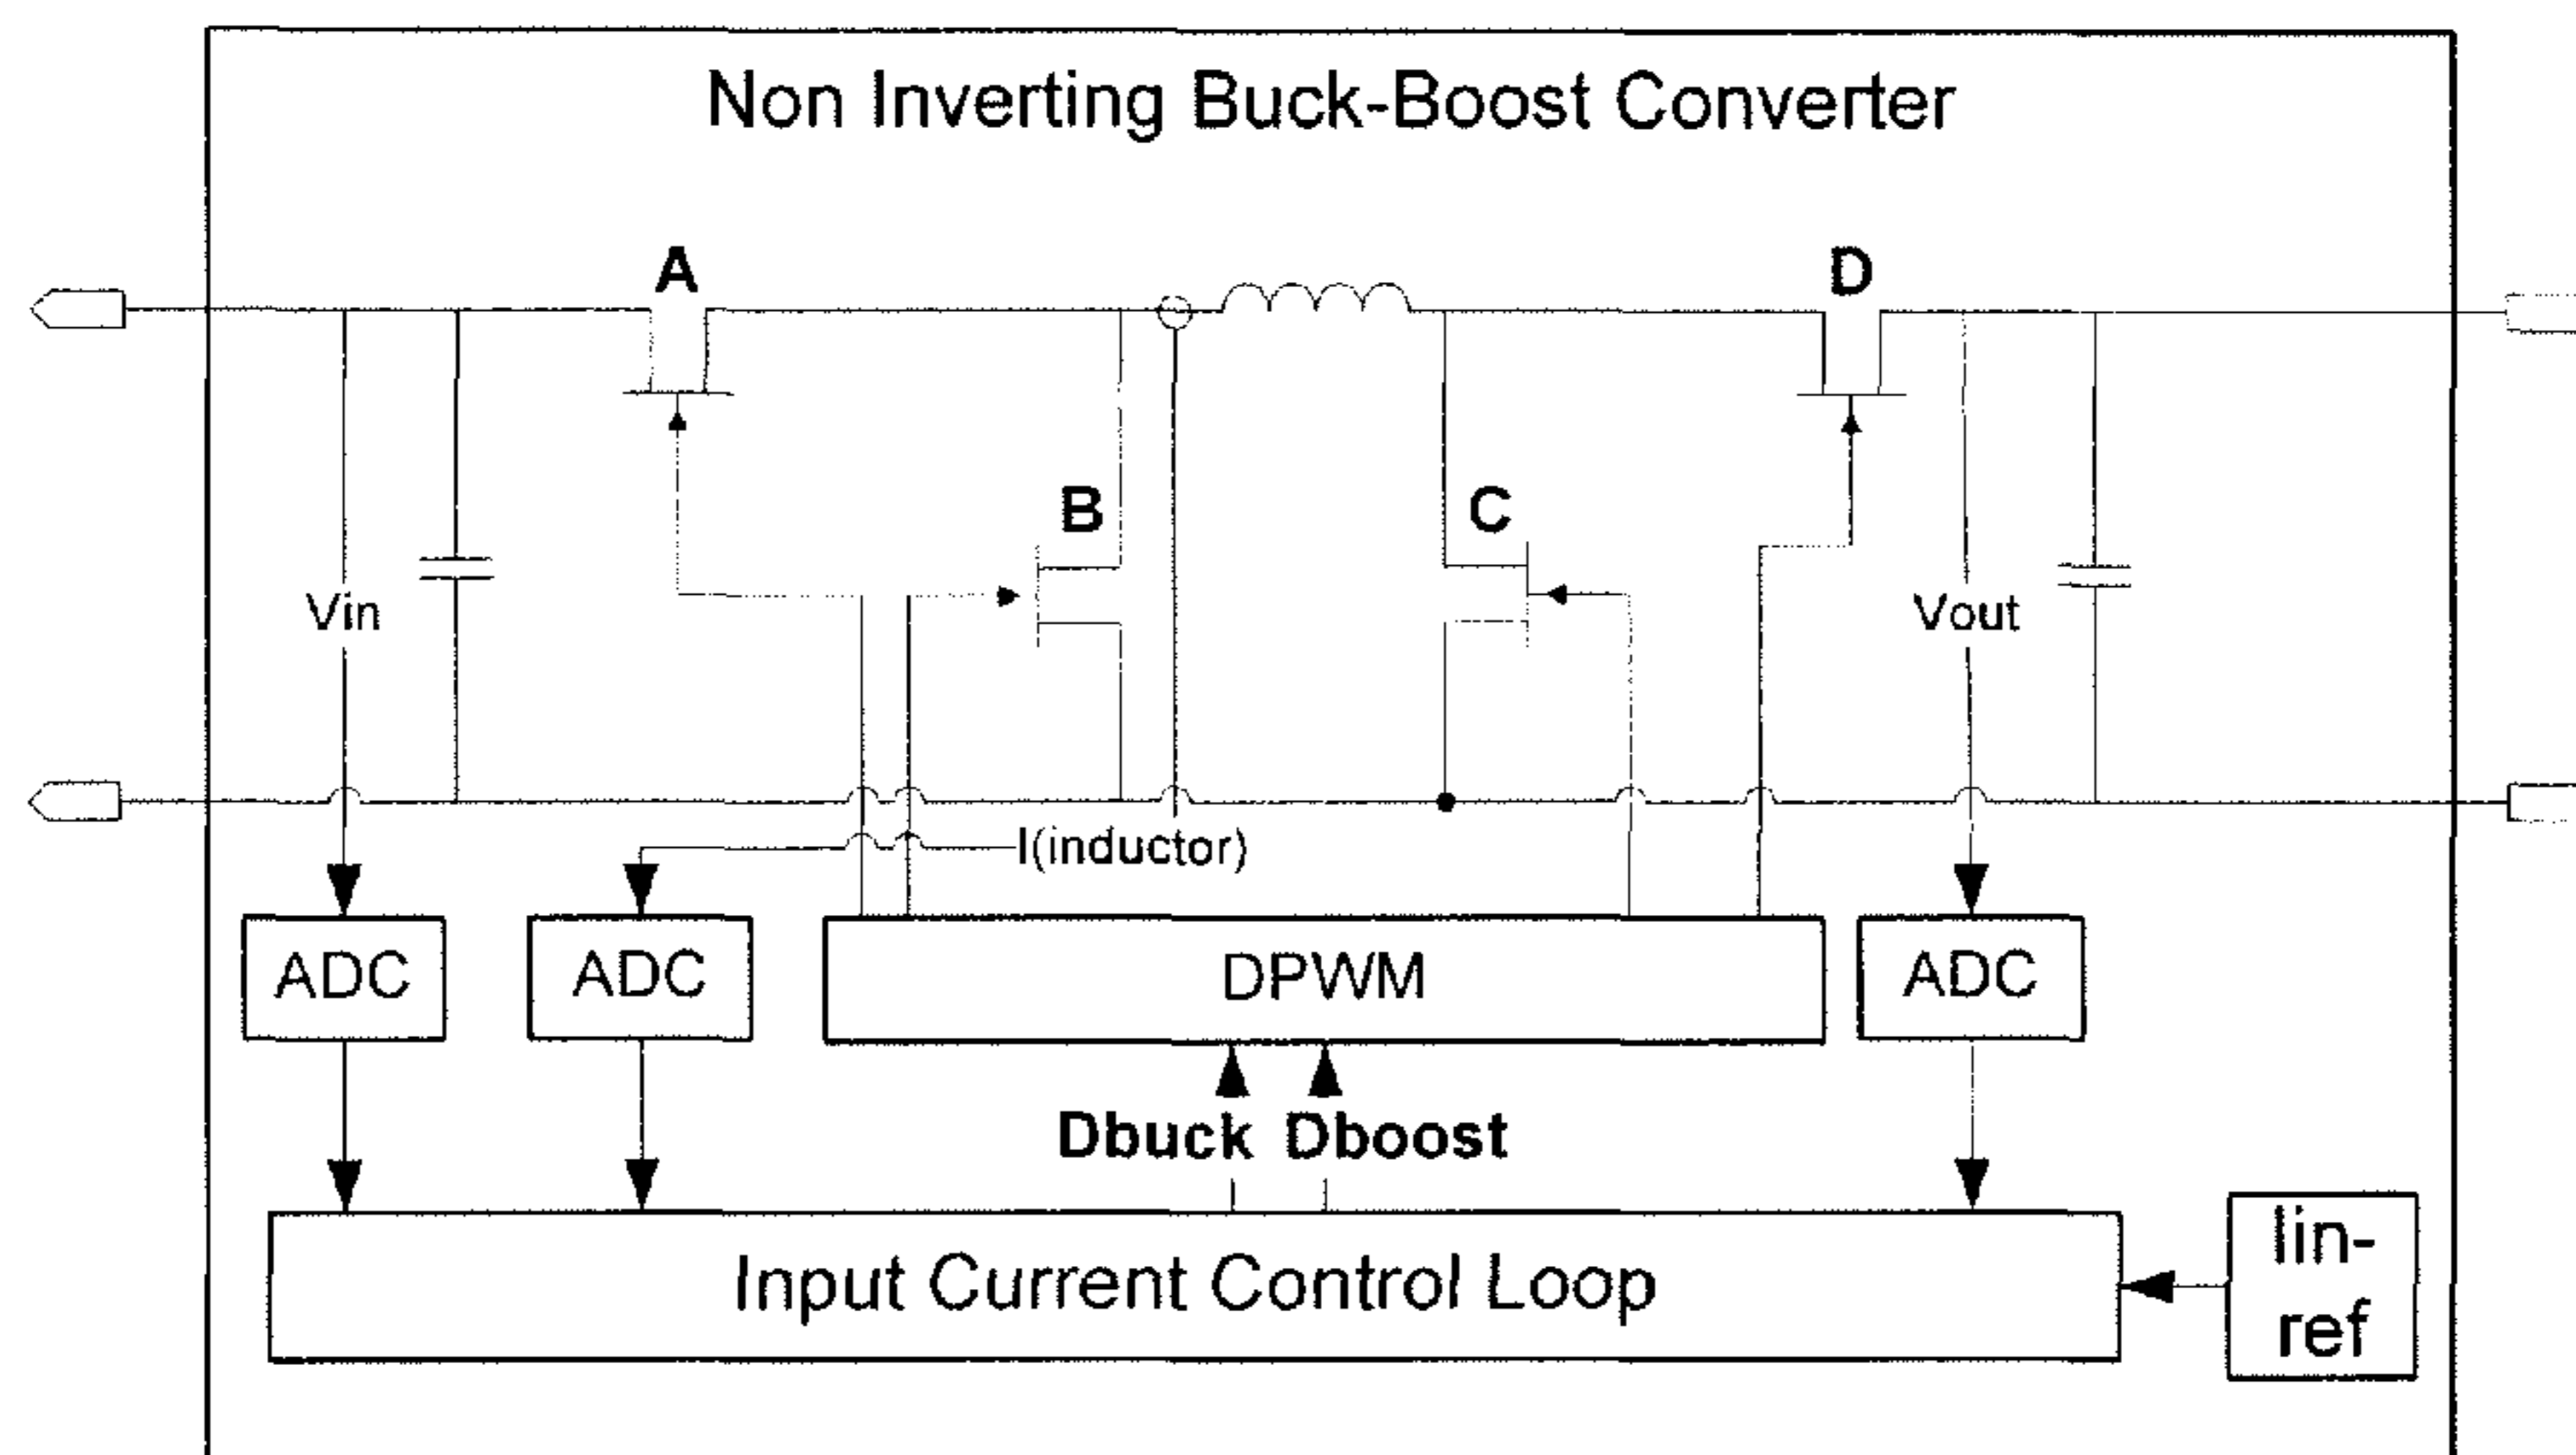 Non Inverting Buck-Boost Converter
A
D
B
C
Vin
Vout
I(inductor)
ADC
ADC
DPWM
ADC
Dbuck Dboost
Input Current Control Loop
Iin-
ref